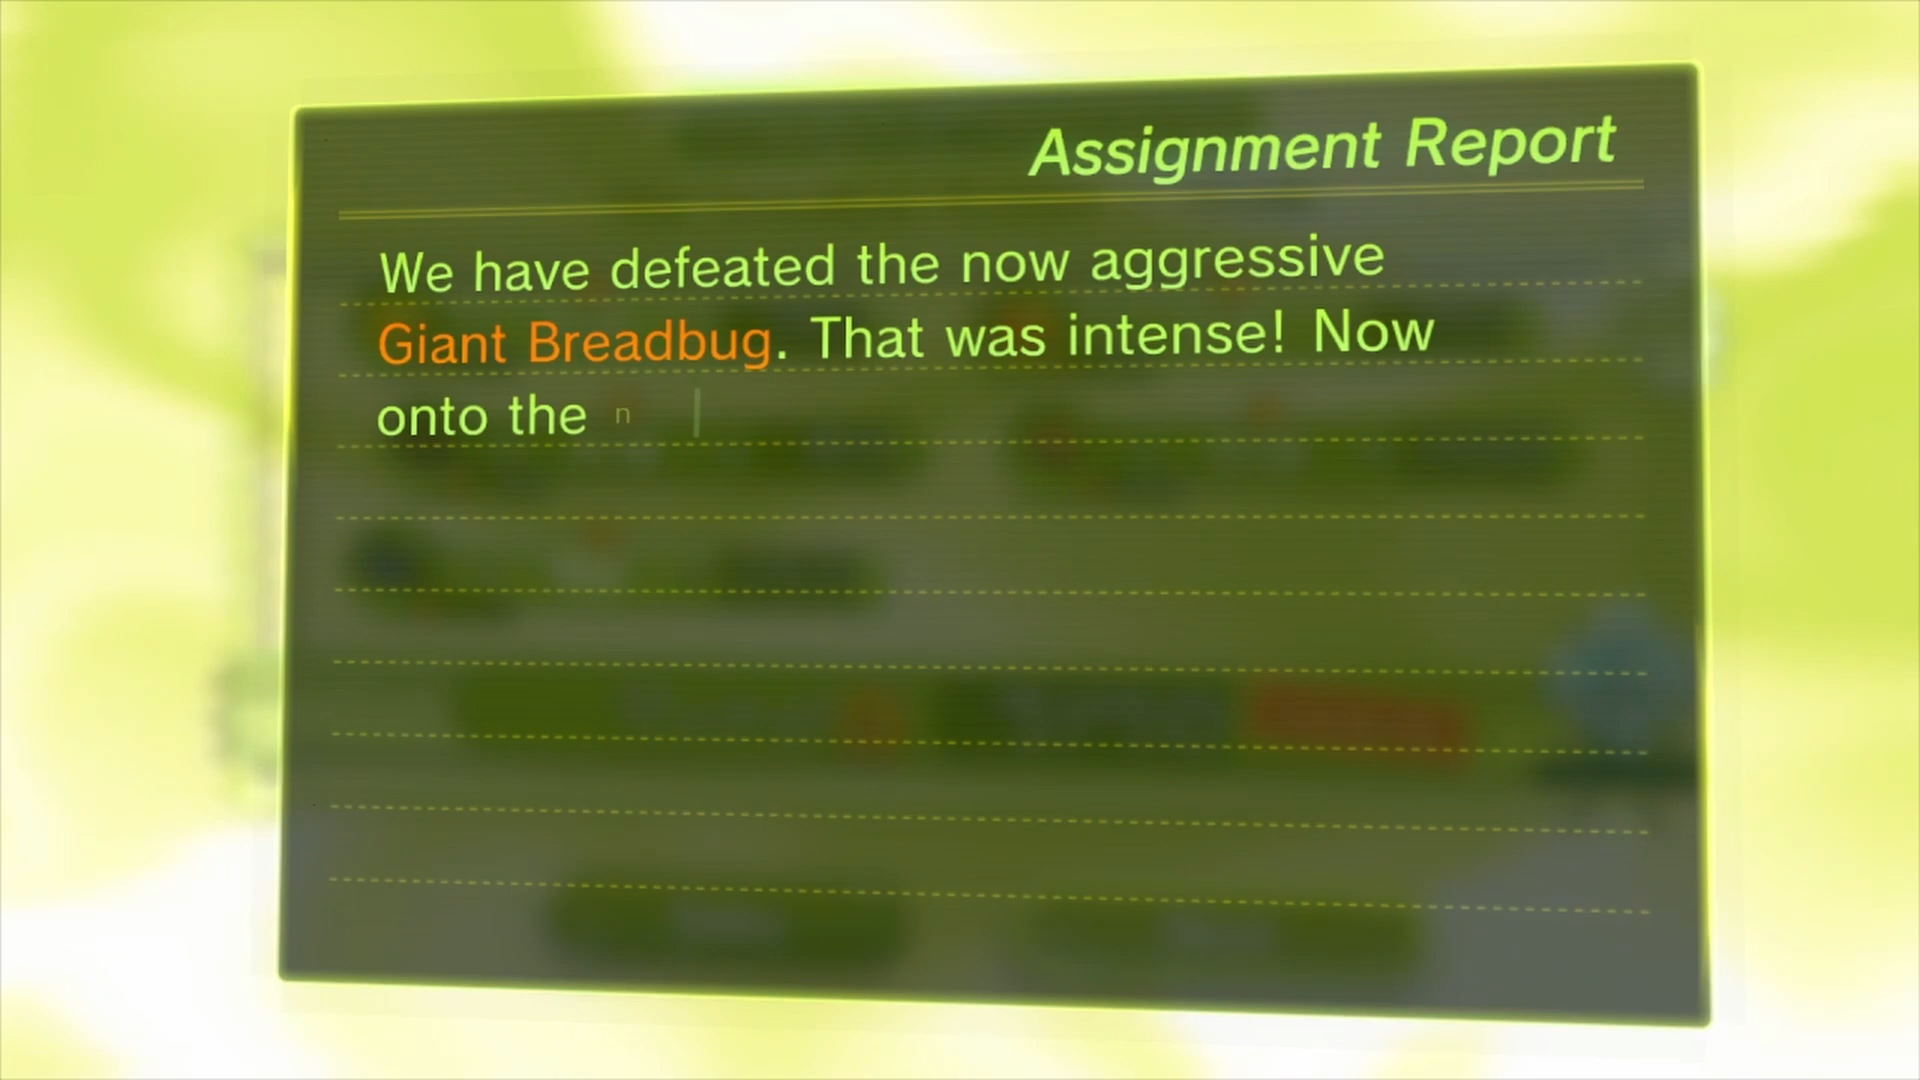 Assignment Report
We have defeated the now aggressive
Giant Breadbug. That was intense! Now
onto the n